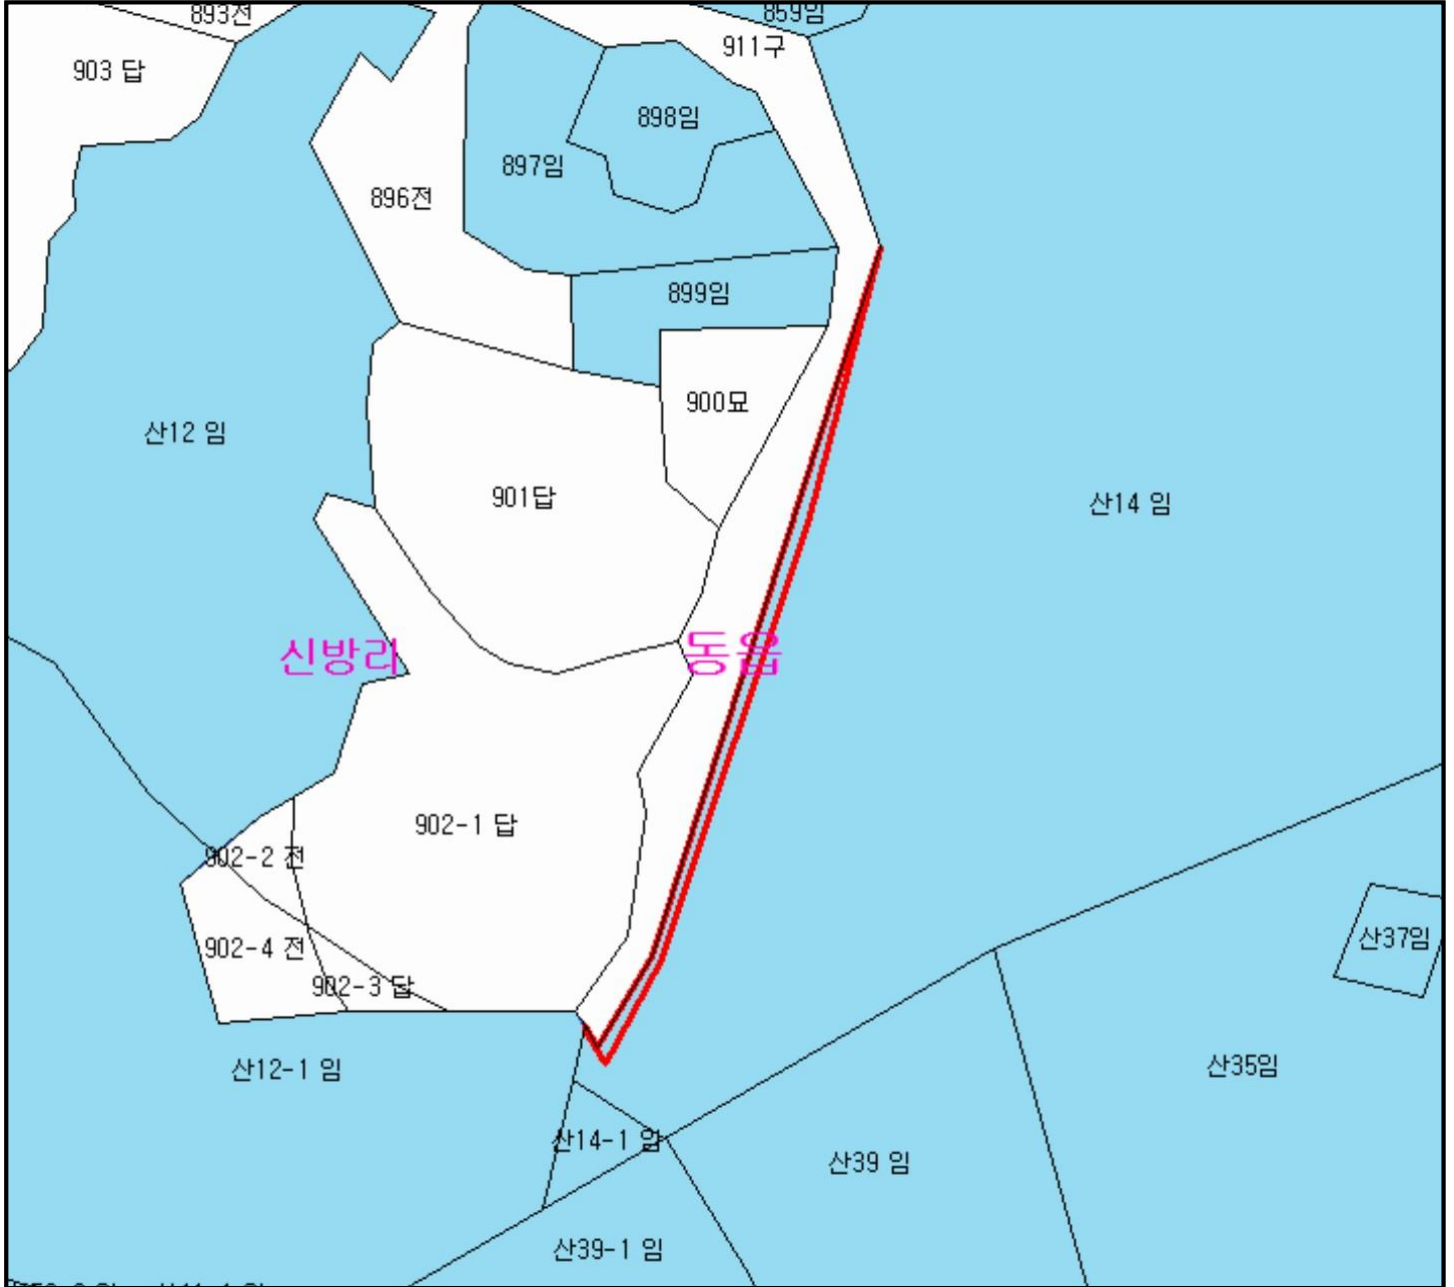 893전
859임
911구
903 답
898임
897임
896전
899임
900묘
산12 임
901답
산14 임
신방리
동읍
902-1 답
902-2 전
902-4 전
산37임
902-3 답
산12-1 임
산35임
산14-1 임
산39 임
산39-1 임